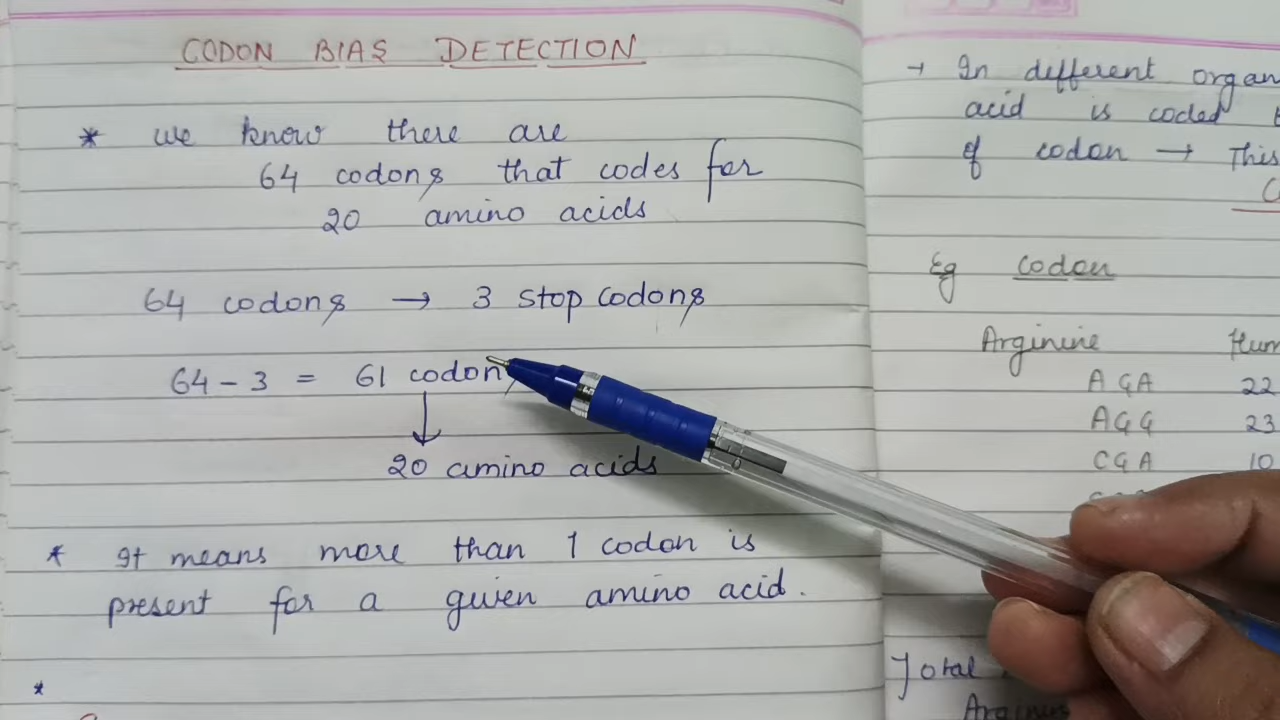 CODON BIAS DETECTION
* we know there are
64 codons that codes for
20 amino acids
64 codons → 3 stop codons
64 - 3 = 61 codon
↓
20 amino acids
* It means more than 1 codon is
present for a given amino acid.
*
→ In different organ
acid is coded
of codon → This
Eg codon
Arginine Hum
AGA 22
AGG 23
CGA 10
Total